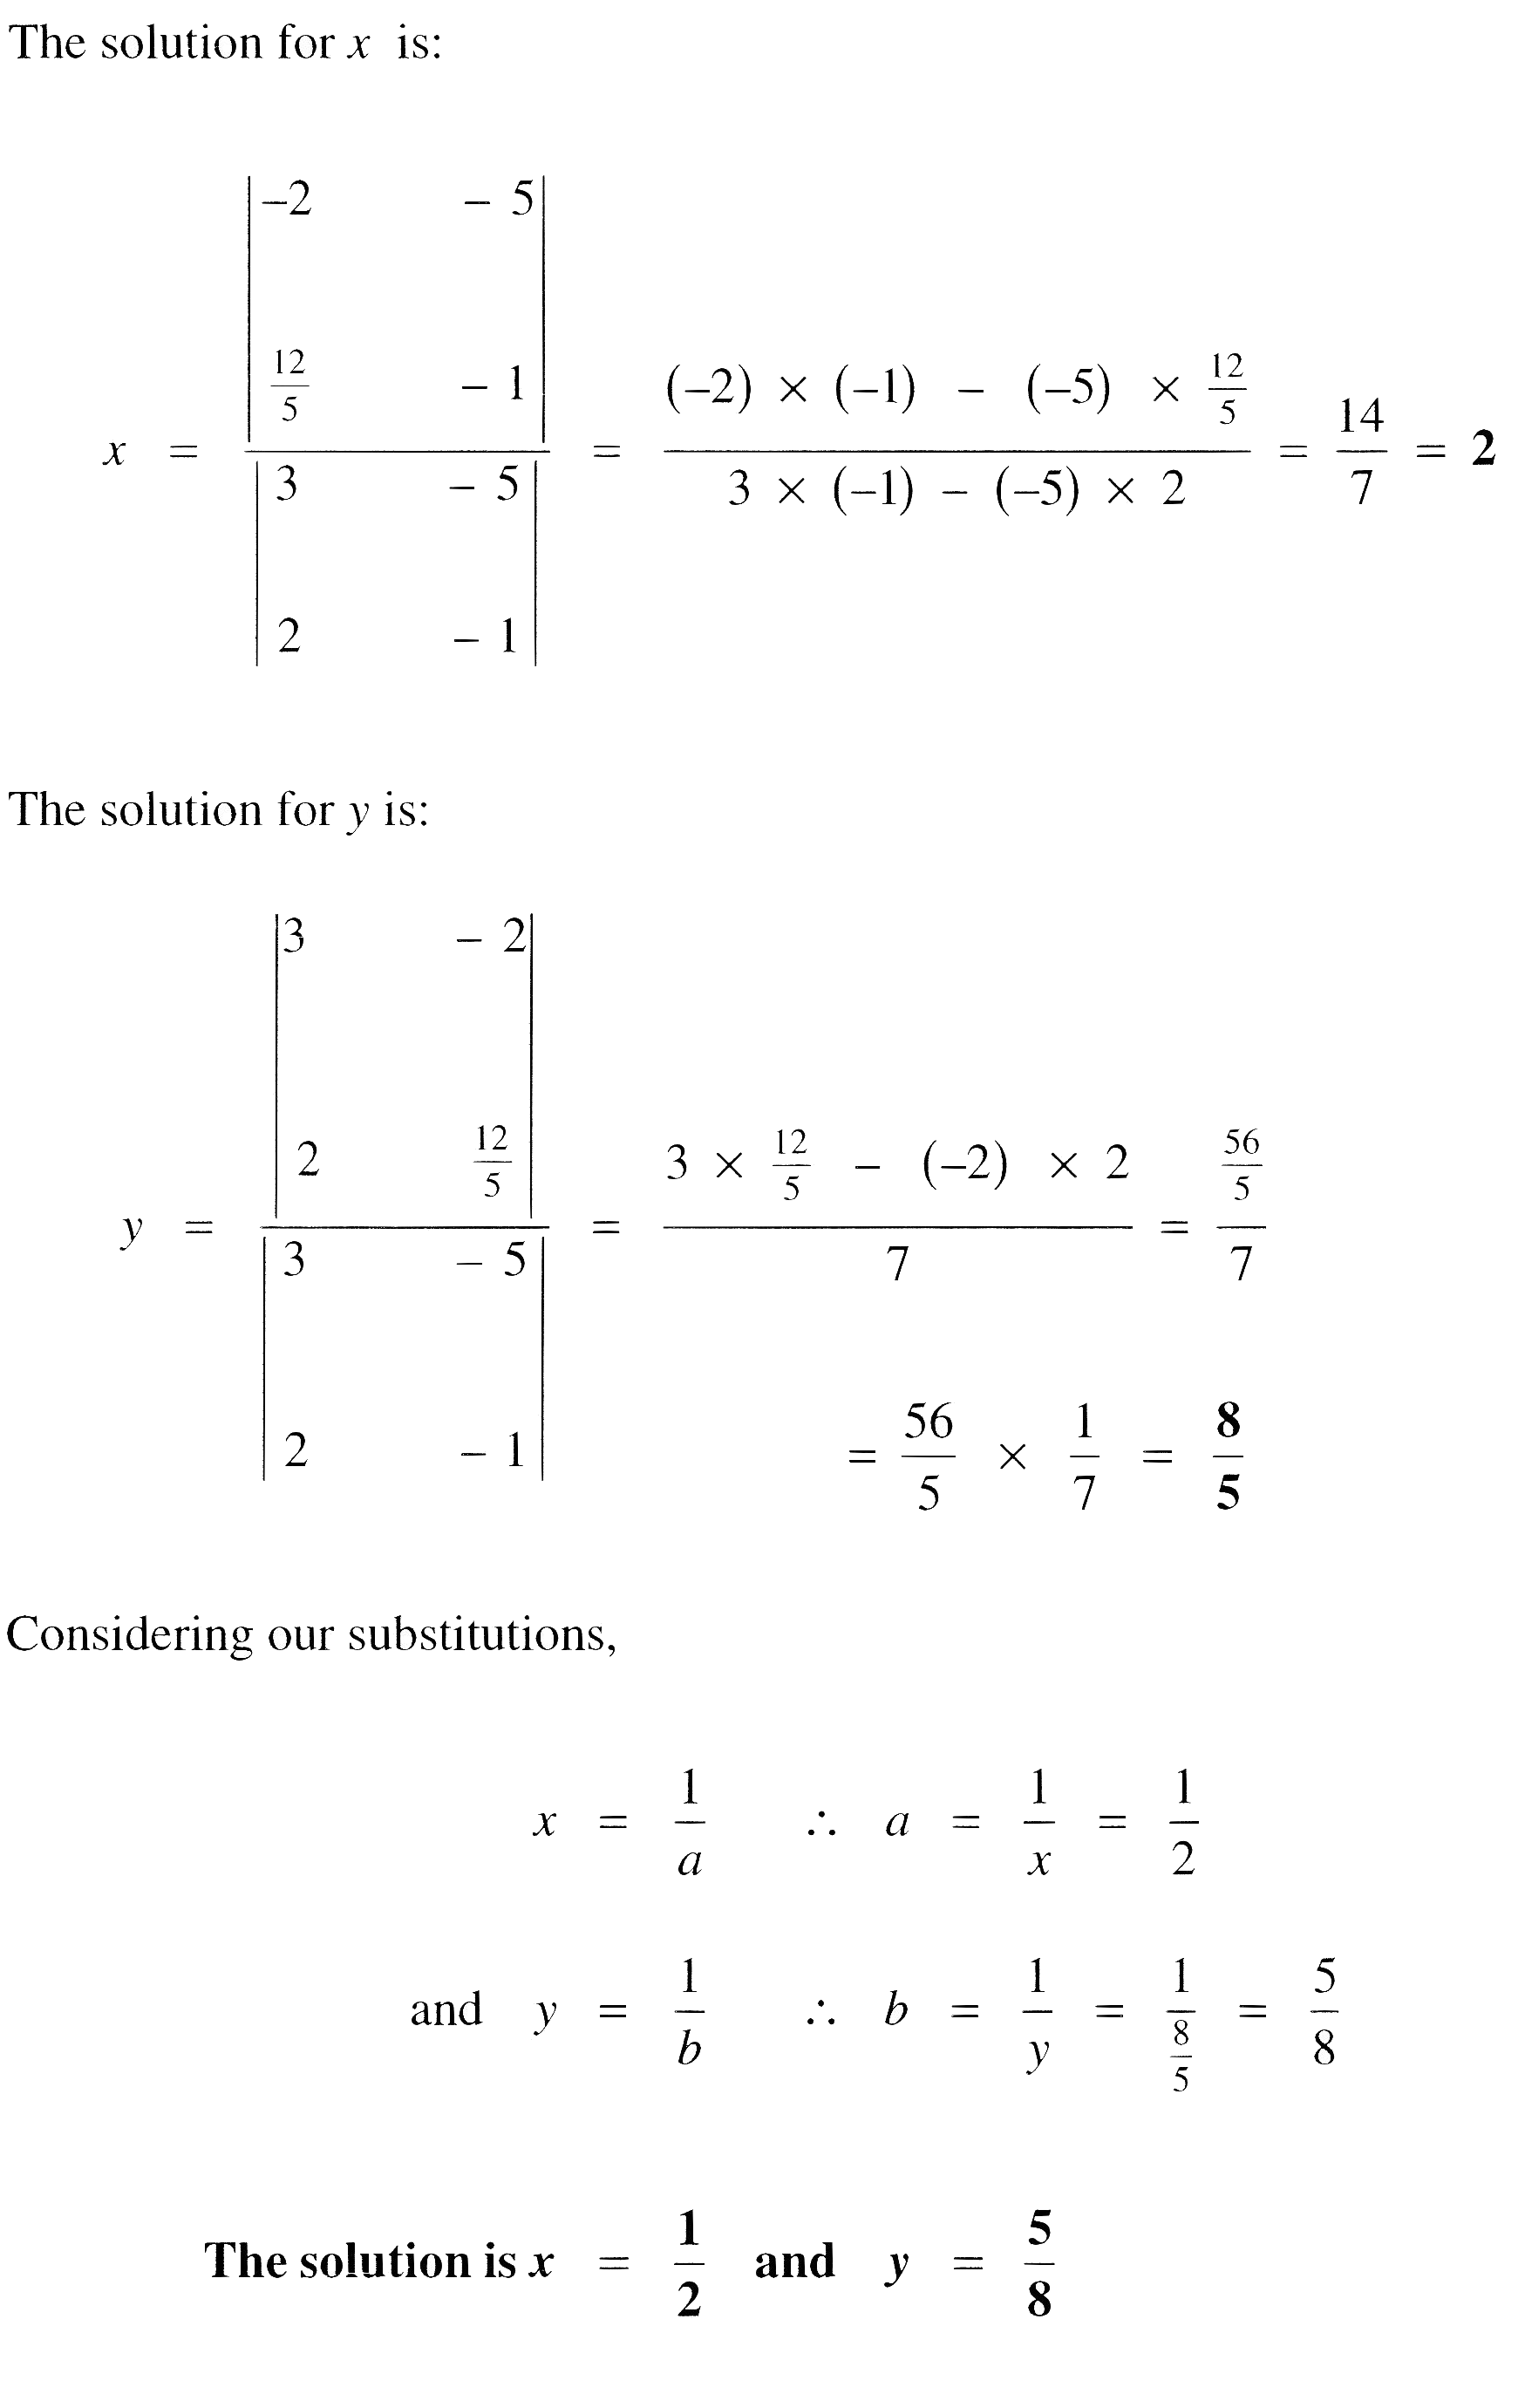 The solution for x is:
x = |–2 – 5; 12/5 – 1| / |3 – 5; 2 – 1| = ((–2) × (–1) – (–5) × 12/5) / (3 × (–1) – (–5) × 2) = 14/7 = 2
The solution for y is:
y = |3 – 2; 2 12/5| / |3 – 5; 2 – 1| = (3 × 12/5 – (–2) × 2) / 7 = (56/5) / 7
= 56/5 × 1/7 = 8/5
Considering our substitutions,
x = 1/a ∴ a = 1/x = 1/2
and y = 1/b ∴ b = 1/y = 1/(8/5) = 5/8
The solution is x = 1/2 and y = 5/8